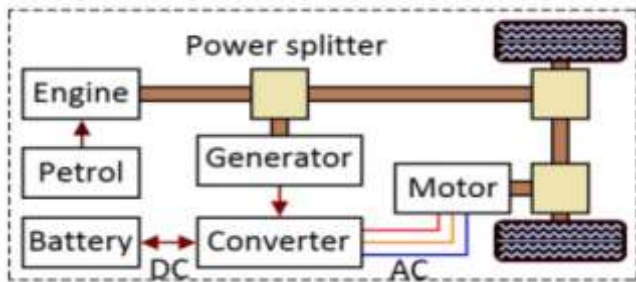 Power splitter
Engine
Generator
Petrol
Motor
Battery
Converter
DC
AC